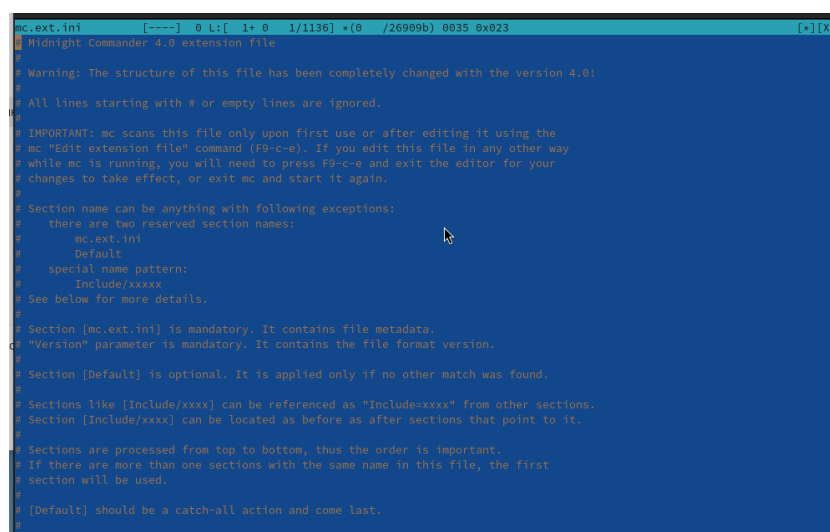 mc.ext.ini [----] 0 L:[ 1+ 0 1/1136] *(0 /26909b) 0035 0x023 [*][X
# Midnight Commander 4.0 extension file
#
# Warning: The structure of this file has been completely changed with the version 4.0!
#
# All lines starting with # or empty lines are ignored.
#
# IMPORTANT: mc scans this file only upon first use or after editing it using the
# mc "Edit extension file" command (F9-c-e). If you edit this file in any other way
# while mc is running, you will need to press F9-c-e and exit the editor for your
# changes to take effect, or exit mc and start it again.
#
# Section name can be anything with following exceptions:
# there are two reserved section names:
# mc.ext.ini
# Default
# special name pattern:
# Include/xxxxx
# See below for more details.
#
# Section [mc.ext.ini] is mandatory. It contains file metadata.
# "Version" parameter is mandatory. It contains the file format version.
#
# Section [Default] is optional. It is applied only if no other match was found.
#
# Sections like [Include/xxxx] can be referenced as "Include=xxxx" from other sections.
# Section [Include/xxxx] can be located as before as after sections that point to it.
#
# Sections are processed from top to bottom, thus the order is important.
# If there are more than one sections with the same name in this file, the first
# section will be used.
#
# [Default] should be a catch-all action and come last.
#